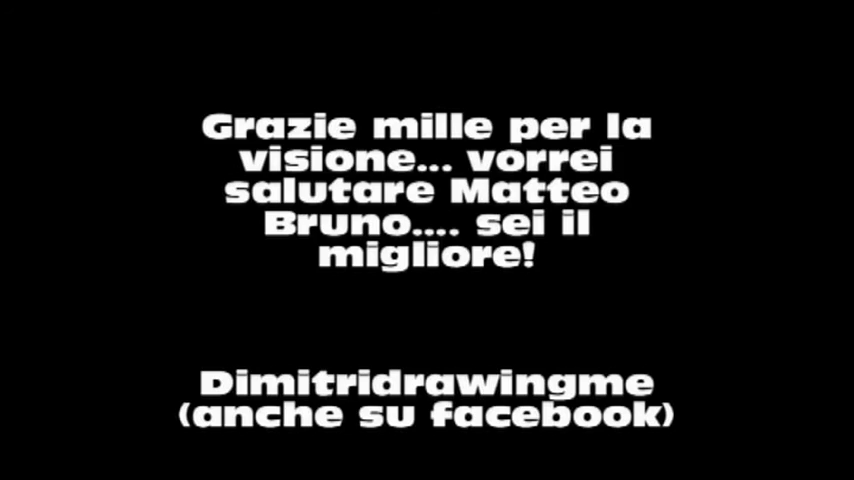 Grazie mille per la
visione... vorrei
salutare Matteo
Bruno.... sei il
migliore!
Dimitridrawingme
(anche su facebook)